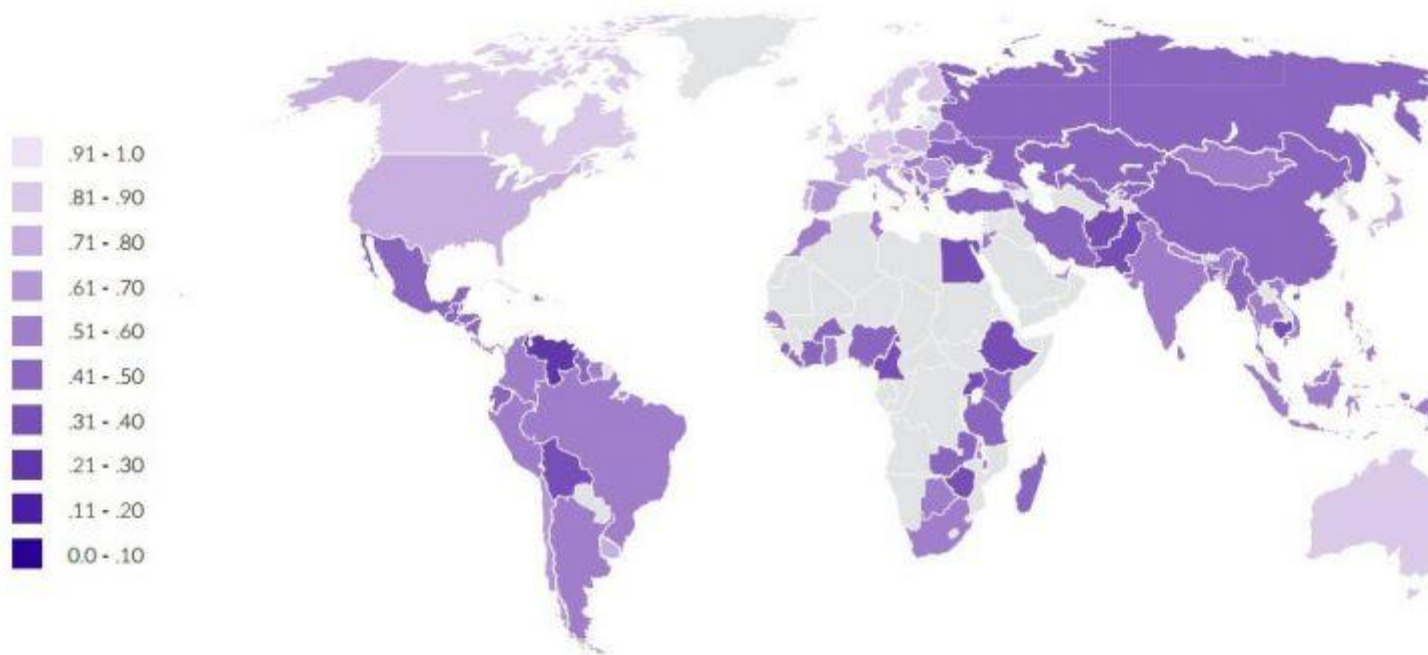 .91 - 1.0
.81 - .90
.71 - .80
.61 - .70
.51 - .60
.41 - .50
.31 - .40
.21 - .30
.11 - .20
0.0 - .10